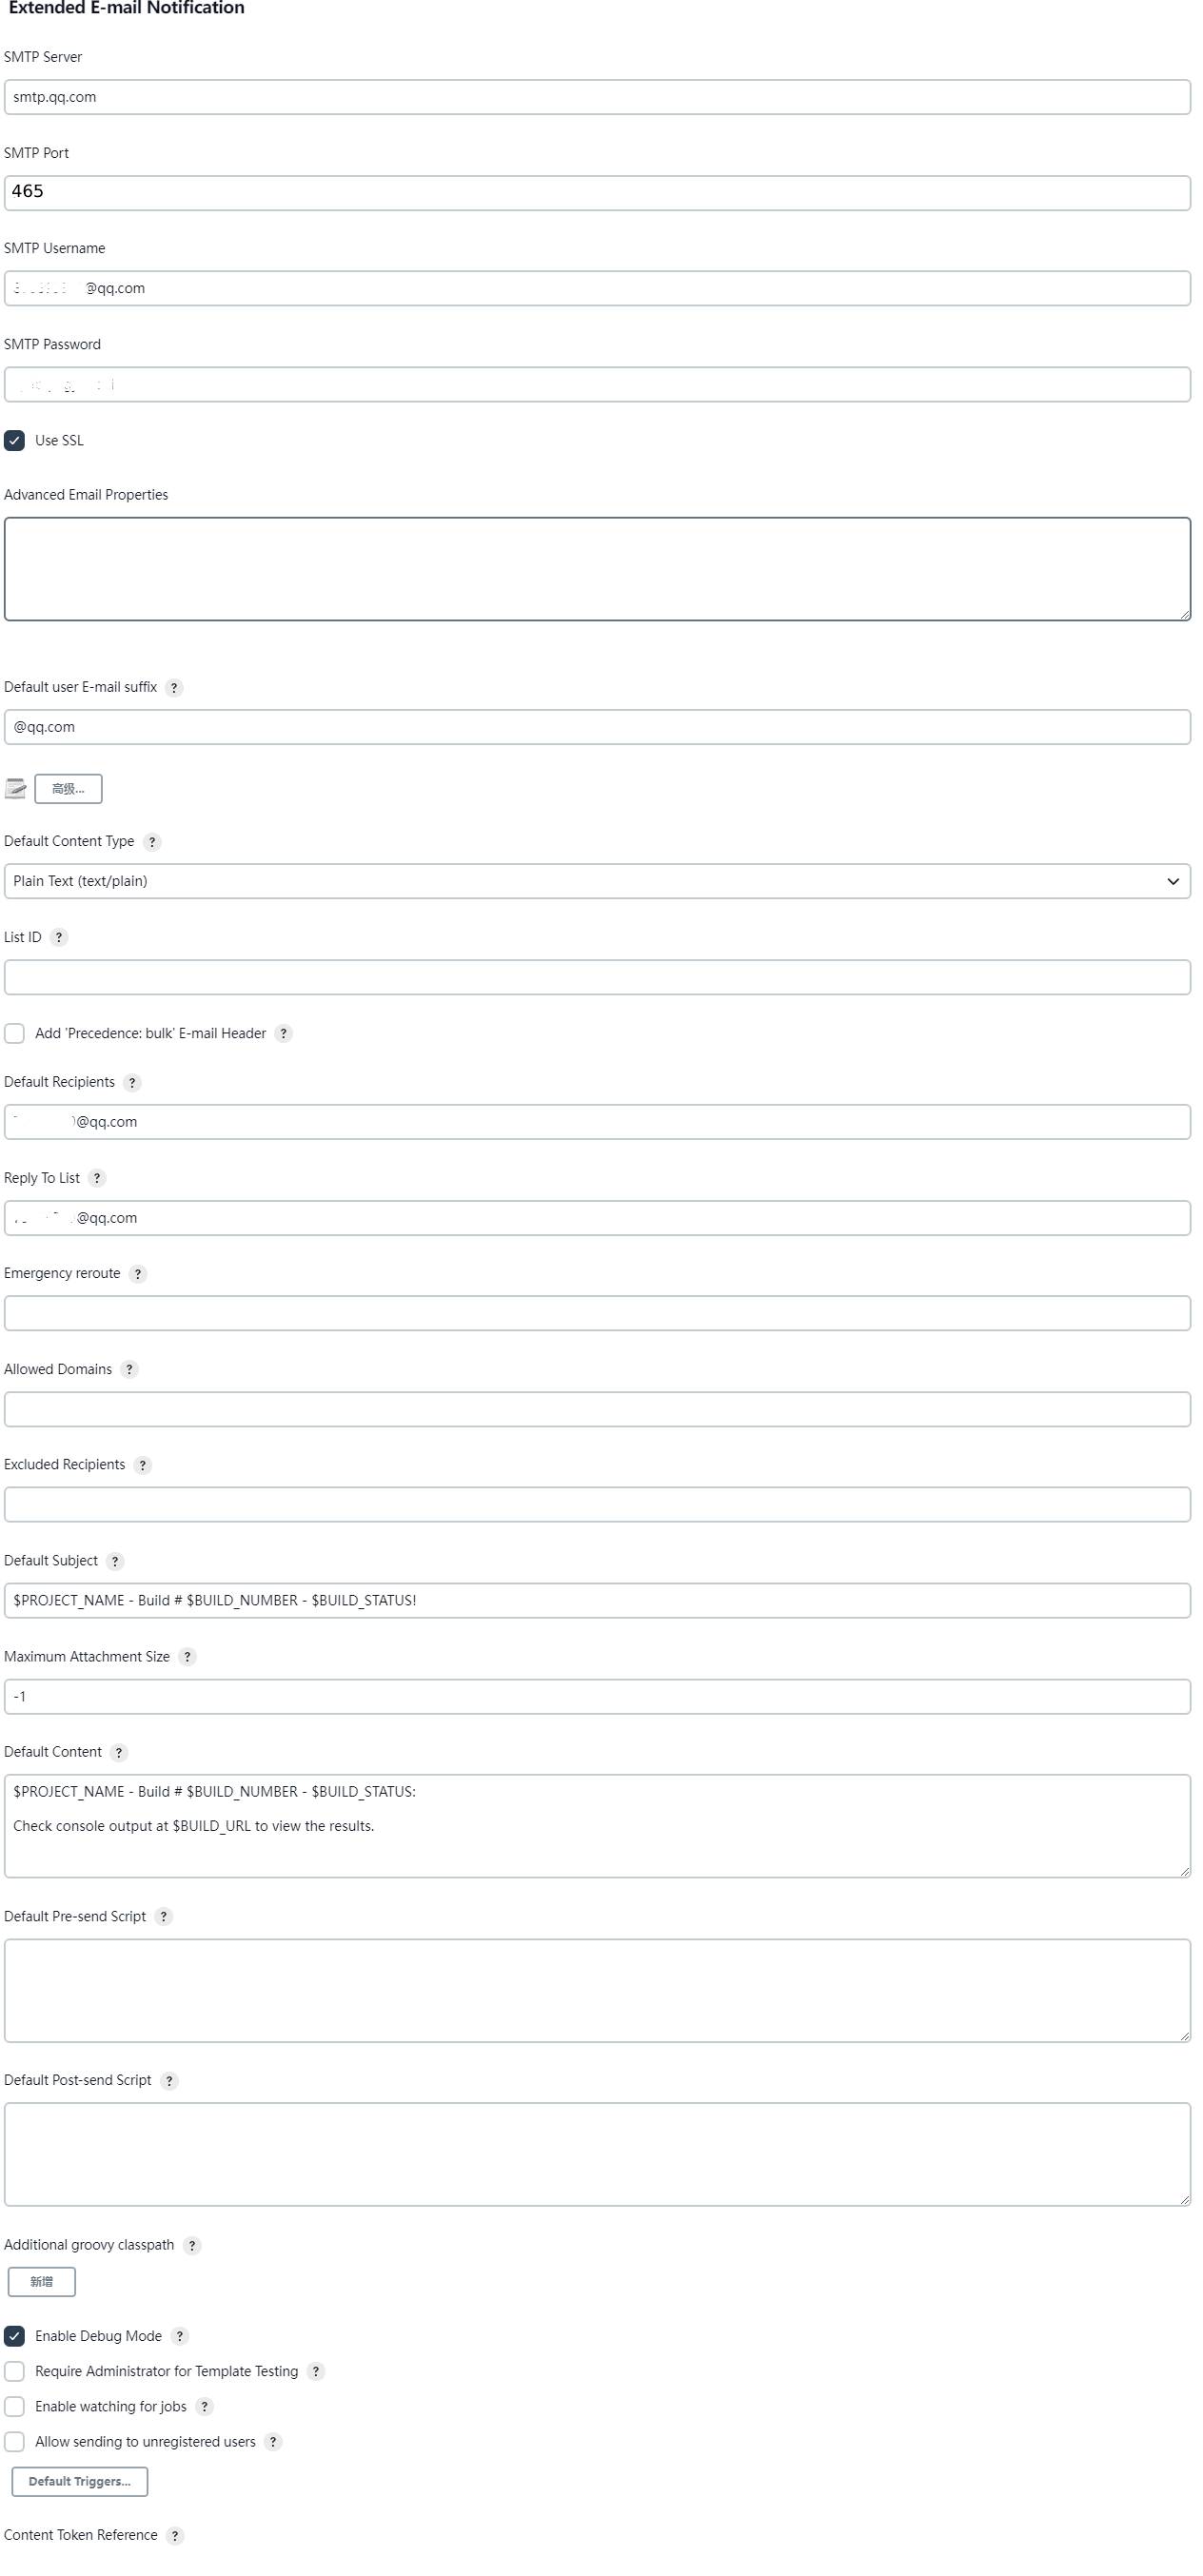 Extended E-mail Notification
SMTP Server
smtp.qq.com
SMTP Port
465
SMTP Username
@qq.com
SMTP Password
Use SSL
Advanced Email Properties
Default user E-mail suffix ?
@qq.com
高级...
Default Content Type ?
Plain Text (text/plain)
List ID ?
Add 'Precedence: bulk' E-mail Header ?
Default Recipients ?
@qq.com
Reply To List ?
@qq.com
Emergency reroute ?
Allowed Domains ?
Excluded Recipients ?
Default Subject ?
$PROJECT_NAME - Build # $BUILD_NUMBER - $BUILD_STATUS!
Maximum Attachment Size ?
-1
Default Content ?
$PROJECT_NAME - Build # $BUILD_NUMBER - $BUILD_STATUS:
Check console output at $BUILD_URL to view the results.
Default Pre-send Script ?
Default Post-send Script ?
Additional groovy classpath ?
新增
Enable Debug Mode ?
Require Administrator for Template Testing ?
Enable watching for jobs ?
Allow sending to unregistered users ?
Default Triggers...
Content Token Reference ?